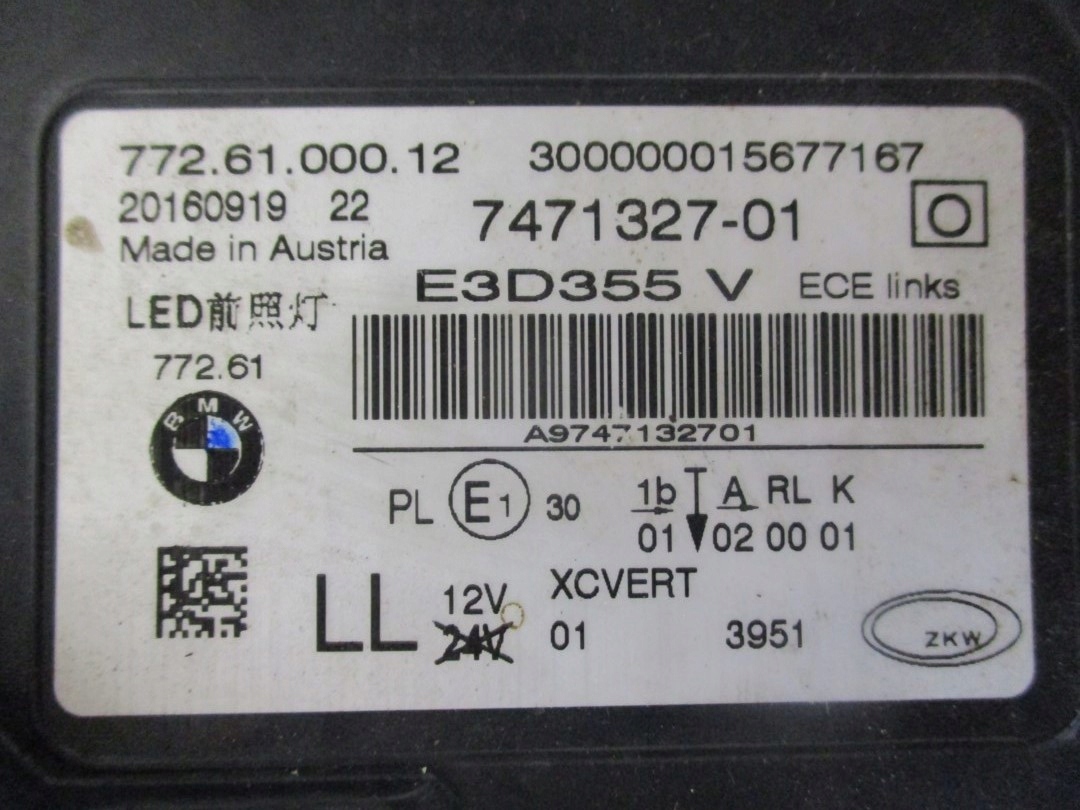 772.61.000.12 300000015677167
20160919 22 7471327-01
Made in Austria
E3D355 V ECE links
LED前照灯
772.61
BMW
A9747132701
PL E1 30 1b A RL K
01 02 00 01
LL 12V XCVERT
24V 01 3951 ZKW